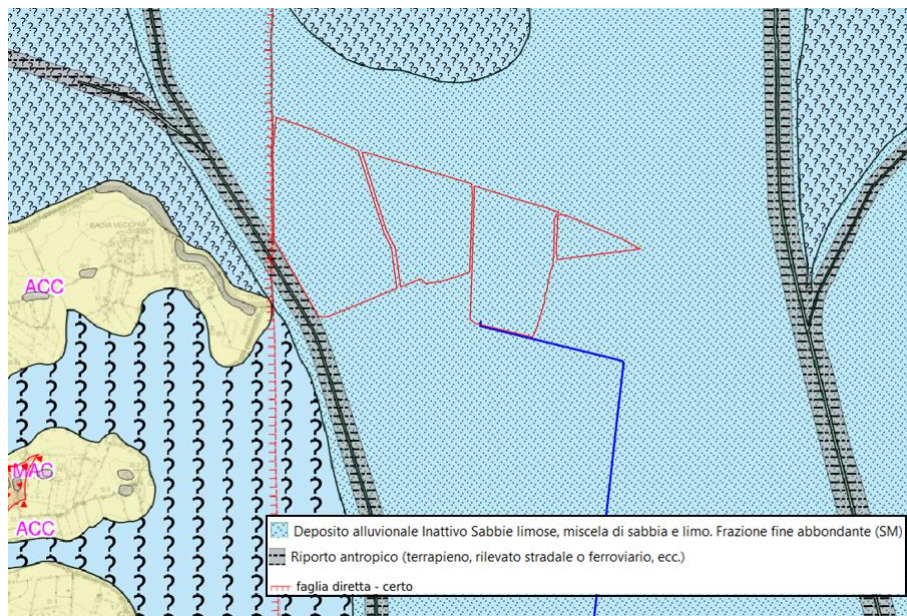 BADIA VECCHIA
ACC
MAC
ACC
Deposito alluvionale Inattivo Sabbie limose, miscela di sabbia e limo. Frazione fine abbondante (SM)
Riporto antropico (terrapieno, rilevato stradale o ferroviario, ecc.)
faglia diretta - certo